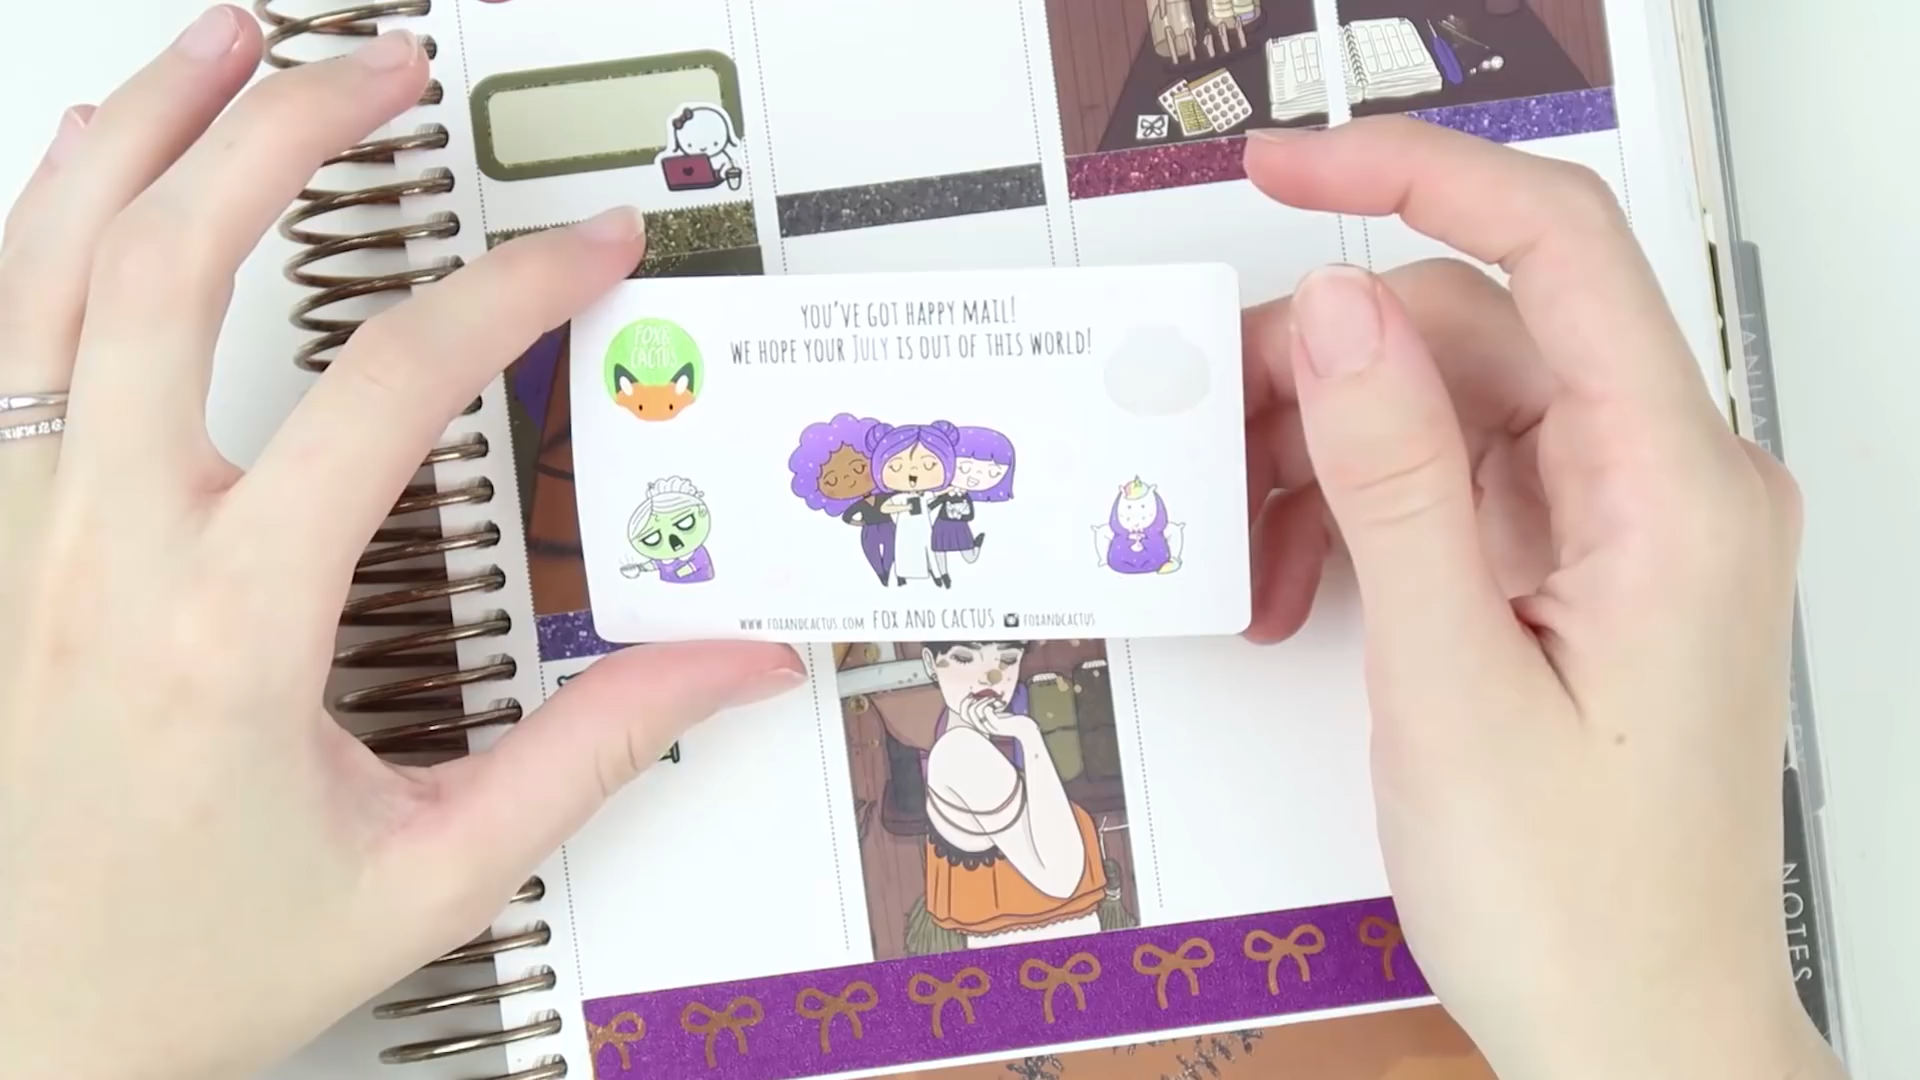 YOU'VE GOT HAPPY MAIL!
WE HOPE YOUR JULY IS OUT OF THIS WORLD!
FOX &
CACTUS
WWW.FOXANDCACTUS.COM FOX AND CACTUS FOXANDCACTUS
NOTES